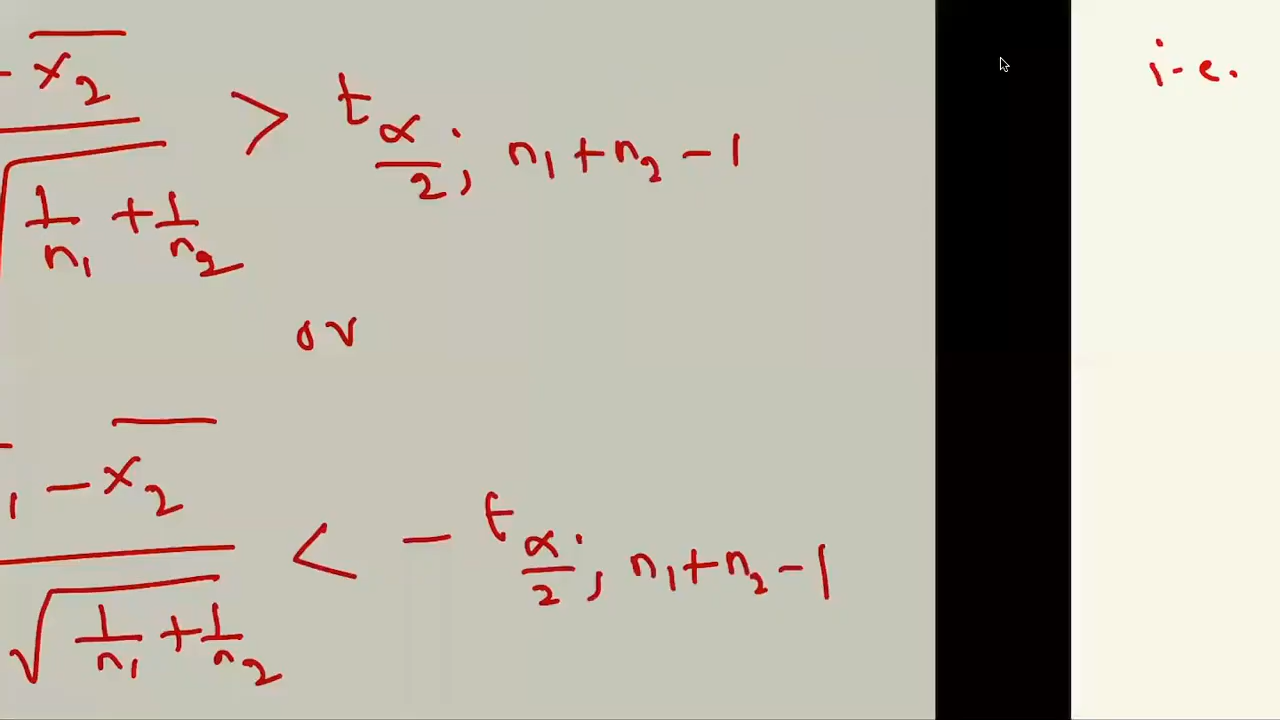 - x̄₂ / √(1/n₁ + 1/n₂) > t α/2 ; n₁ + n₂ - 1
or
₁ - x̄₂ / √(1/n₁ + 1/n₂) < - t α/2 ; n₁ + n₂ - 1
i.e.